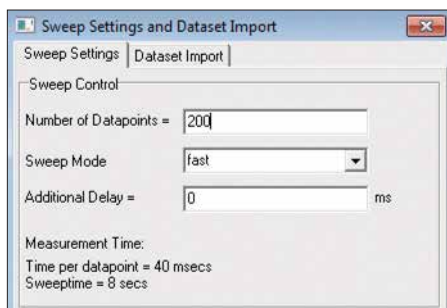 Sweep Settings and Dataset Import
Sweep Settings Dataset Import
Sweep Control
Number of Datapoints = 200
Sweep Mode fast
Additional Delay = 0 ms
Measurement Time:
Time per datapoint = 40 msecs
Sweeptime = 8 secs